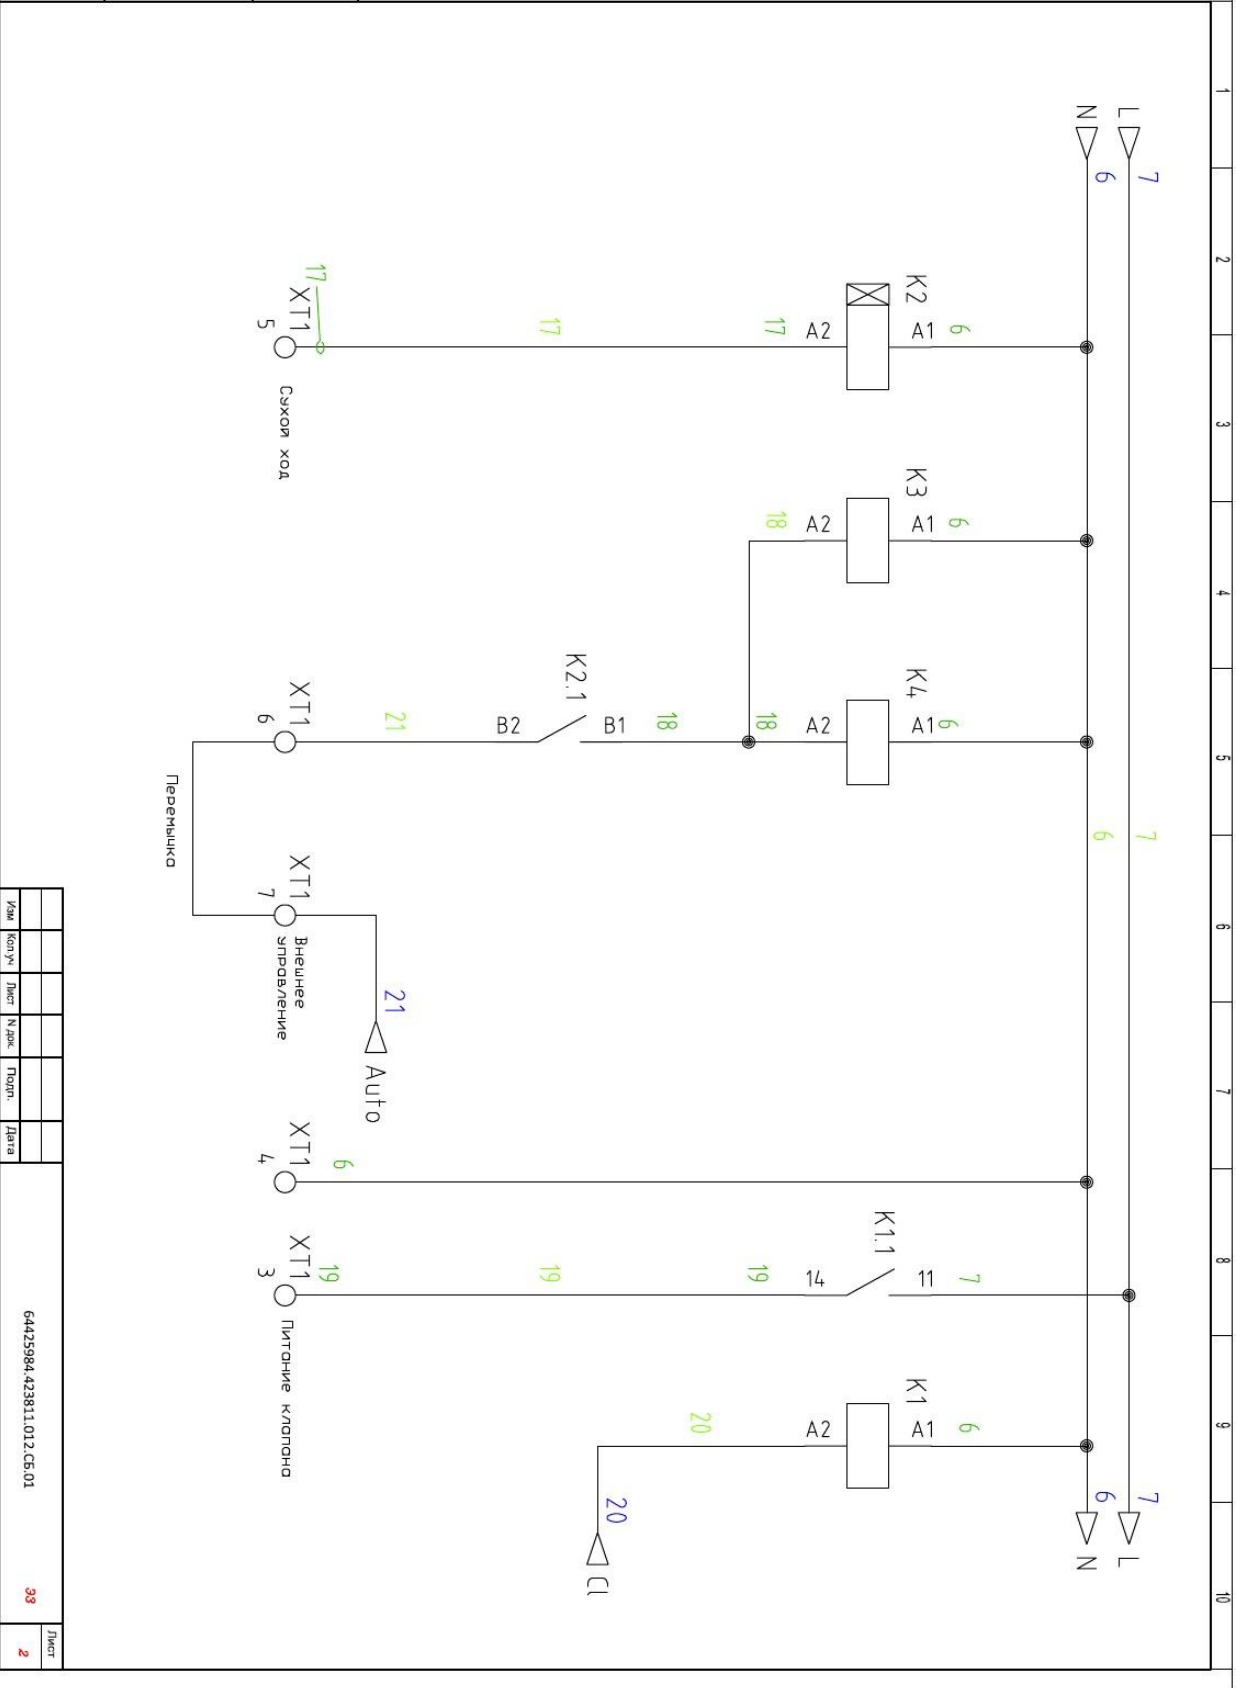 1
2
3
4
5
6
7
8
9
10
L
7
7
7
L
N
6
6
6
N
K2
A1
6
A2
17
17
17
XT1
5
Сухой ход
K3
A1
6
A2
18
K4
A1
6
A2
18
18
K2.1
B1
B2
21
XT1
6
Перемычка
XT1
7
Внешнее
управление
21
Auto
XT1
4
6
K1.1
11
7
14
19
19
19
XT1
3
Питание клапана
K1
A1
6
A2
20
20
Cl
Изм
Кол.уч
Лист
N док.
Подп.
Дата
64425984.423811.012.СБ.01
ЭЗ
Лист
2